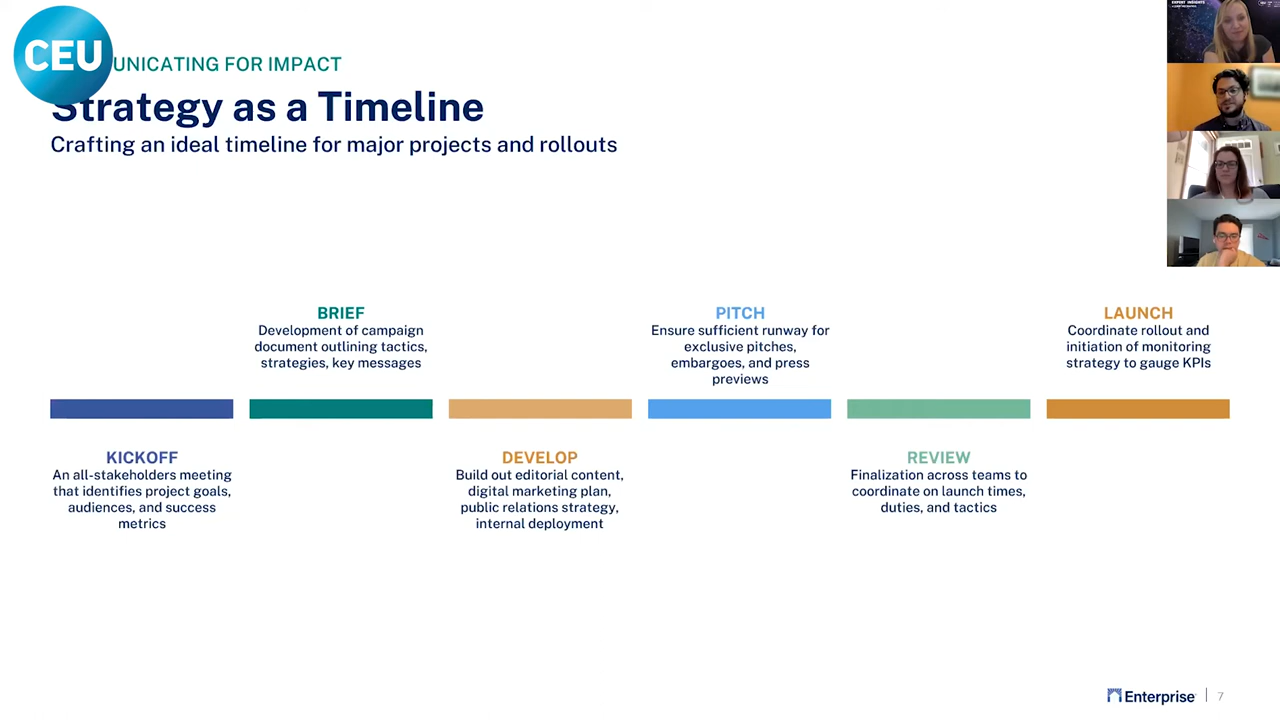 CEU
UNICATING FOR IMPACT
Strategy as a Timeline
Crafting an ideal timeline for major projects and rollouts
EXPERT INSIGHTS
BRIEF
Development of campaign
document outlining tactics,
strategies, key messages
PITCH
Ensure sufficient runway for
exclusive pitches,
embargoes, and press
previews
LAUNCH
Coordinate rollout and
initiation of monitoring
strategy to gauge KPIs
KICKOFF
An all-stakeholders meeting
that identifies project goals,
audiences, and success
metrics
DEVELOP
Build out editorial content,
digital marketing plan,
public relations strategy,
internal deployment
REVIEW
Finalization across teams to
coordinate on launch times,
duties, and tactics
Enterprise
7